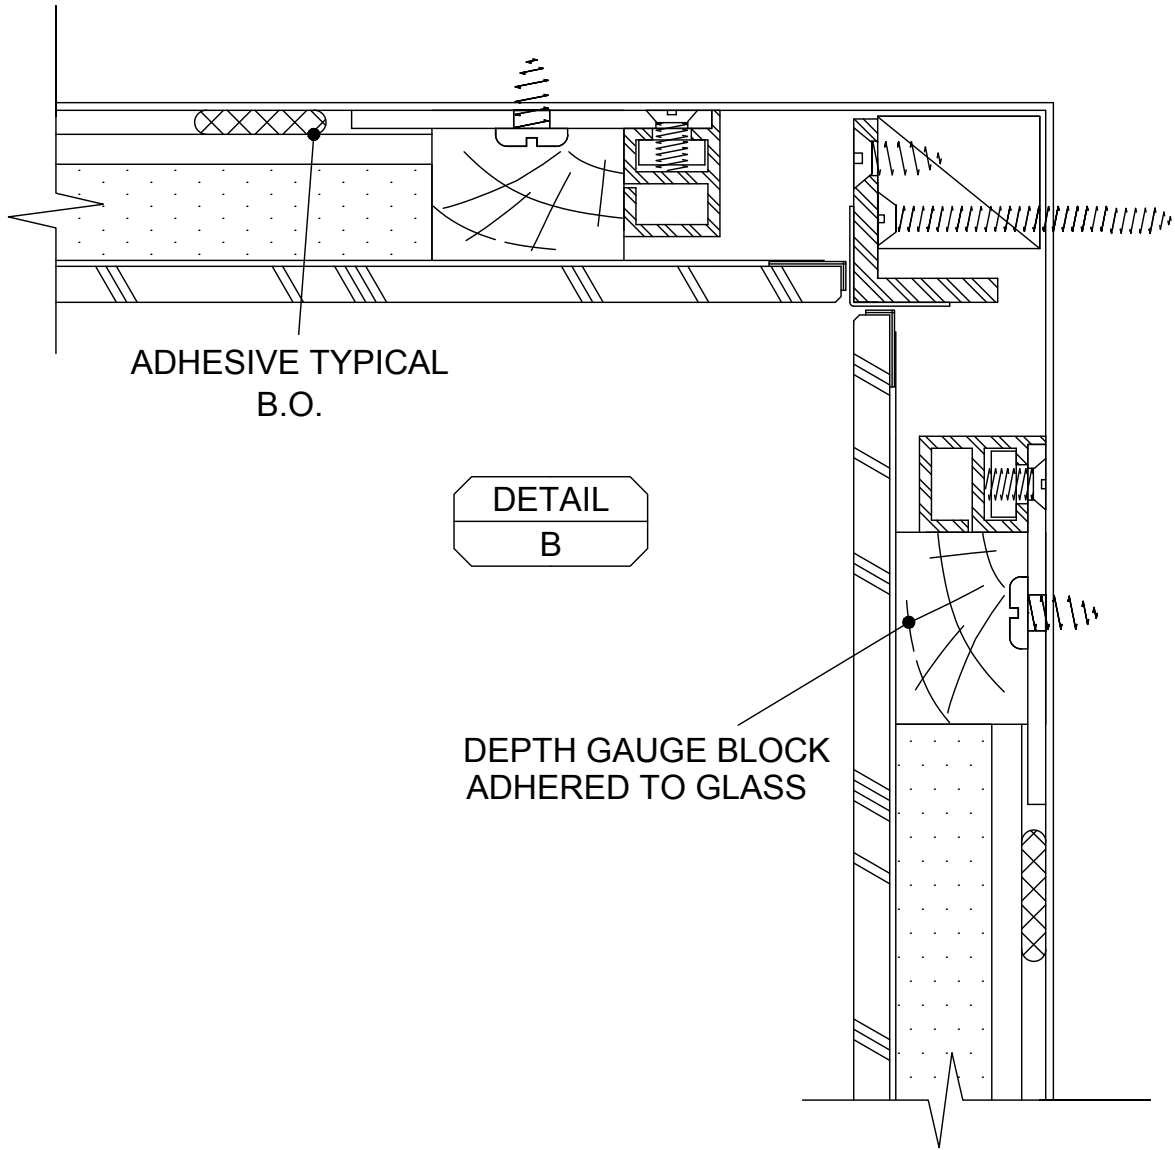 ADHESIVE TYPICAL
B.O.
DETAIL
B
DEPTH GAUGE BLOCK
ADHERED TO GLASS